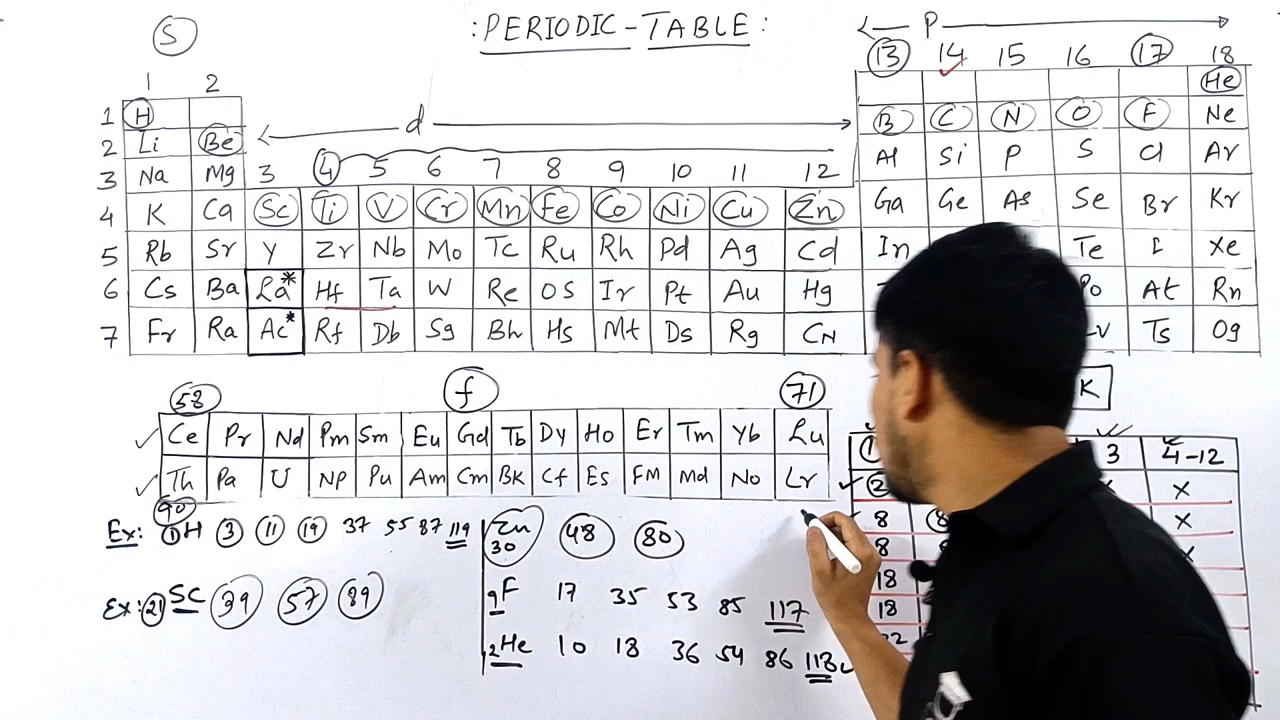 S : PERIODIC-TABLE : P
13 14 15 16 17 18
1 2 He
1 H
2 Li Be d B C N O F Ne
3 Na Mg 3 4 5 6 7 8 9 10 11 12 Al Si P S Cl Ar
4 K Ca Sc Ti V Cr Mn Fe Co Ni Cu Zn Ga Ge As Se Br Kr
5 Rb Sr Y Zr Nb Mo Tc Ru Rh Pd Ag Cd In Te I Xe
6 Cs Ba La* Hf Ta W Re Os Ir Pt Au Hg Po At Rn
7 Fr Ra Ac* Rf Db Sg Bh Hs Mt Ds Rg CN Ts Og
58 f 71 K
Ce Pr Nd Pm Sm Eu Gd Tb Dy Ho Er Tm Yb Lu
Th Pa U NP Pu Am Cm BK Cf Es FM Md No Lr
90
Ex: 1H 3 11 19 37 55 87 119
Ex: 21 SC 39 57 89
Zn 30 48 80
9F 17 35 53 85 117
2He 10 18 36 54 86 118
1 3 4-12
2 x
8 8 x
8 x
18
18